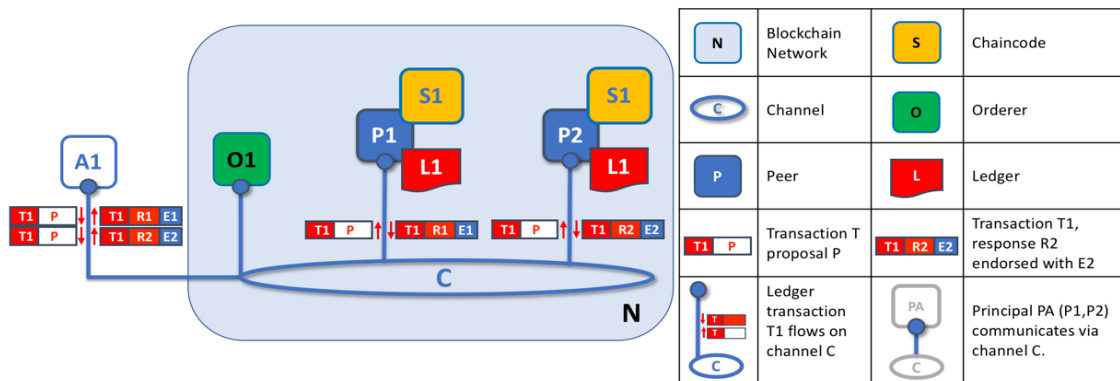 S1
S1
P1
P2
A1
O1
L1
L1
T1 P
T1 R1 E1
T1 P
T1 R2 E2
T1 P
T1 R1 E1
T1 P
T1 R2 E2
C
N
N
Blockchain
Network
S
Chaincode
C
Channel
O
Orderer
P
Peer
L
Ledger
T1 P
Transaction T
proposal P
T1 R2 E2
Transaction T1,
response R2
endorsed with E2
T
T
C
Ledger
transaction
T1 flows on
channel C
PA
C
Principal PA (P1,P2)
communicates via
channel C.